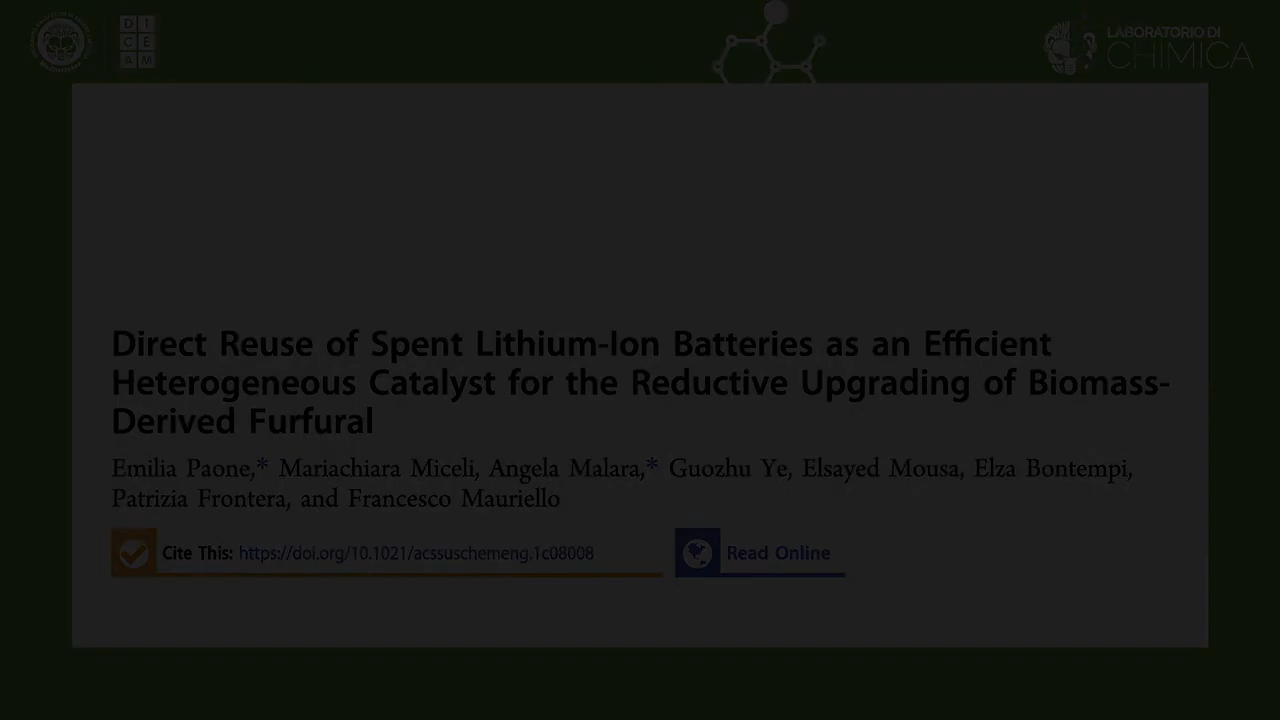 D I
C E
A M
LABORATORIO DI
CHIMICA
Direct Reuse of Spent Lithium-Ion Batteries as an Efficient
Heterogeneous Catalyst for the Reductive Upgrading of Biomass-
Derived Furfural
Emilia Paone,* Mariachiara Miceli, Angela Malara,* Guozhu Ye, Elsayed Mousa, Elza Bontempi,
Patrizia Frontera, and Francesco Mauriello
Cite This: https://doi.org/10.1021/acssuschemeng.1c08008
Read Online